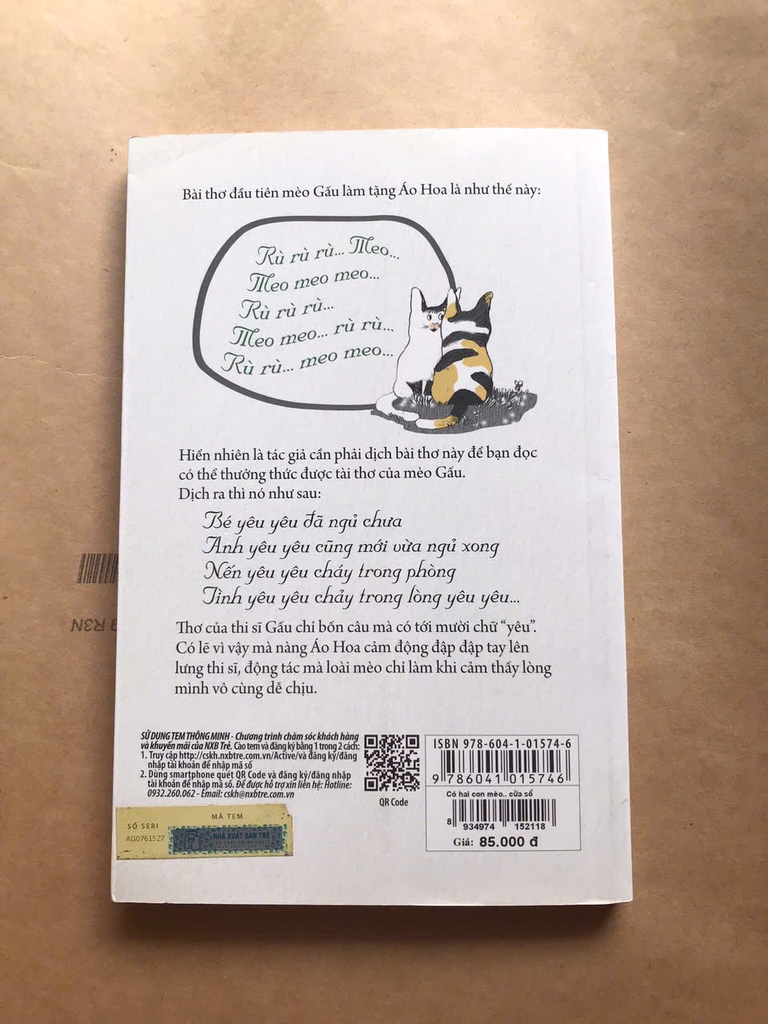 Bài thơ đầu tiên mèo Gấu làm tặng Áo Hoa là như thế này:
Rù rù rù... Meo...
Meo meo meo...
Rù rù rù...
Meo meo... rù rù...
Rù rù... meo meo...
Hiển nhiên là tác giả cần phải dịch bài thơ này để bạn đọc
có thể thưởng thức được tài thơ của mèo Gấu.
Dịch ra thì nó như sau:
Bé yêu yêu đã ngủ chưa
Anh yêu yêu cũng mới vừa ngủ xong
Nến yêu yêu cháy trong phòng
Tình yêu yêu chảy trong lòng yêu yêu...
Thơ của thi sĩ Gấu chỉ bốn câu mà có tới mười chữ “yêu”.
Có lẽ vì vậy mà nàng Áo Hoa cảm động đập đập tay lên
lưng thi sĩ, động tác mà loài mèo chỉ làm khi cảm thấy lòng
mình vô cùng dễ chịu.
SỬ DỤNG TEM THÔNG MINH - Chương trình chăm sóc khách hàng
và khuyến mãi của NXB Trẻ. Cào tem và đăng ký bằng 1 trong 2 cách:
1. Truy cập http://cskh.nxbtre.com.vn/Active/và đăng ký/đăng
nhập tài khoản để nhập mã số
2. Dùng smartphone quét QR Code và đăng ký/đăng nhập
tài khoản để nhập mã số. Để được hỗ trợ xin liên hệ: Hotline:
0932.260.062 - Email: cskh@nxbtre.com.vn
QR Code
SỐ SERI
AG0761527
MÃ TEM
NHÀ XUẤT BẢN TRẺ
ISBN 978-604-1-01574-6
9 786041 015746
Có hai con mèo.. cửa sổ
8 934974 152118
Giá: 85.000 đ